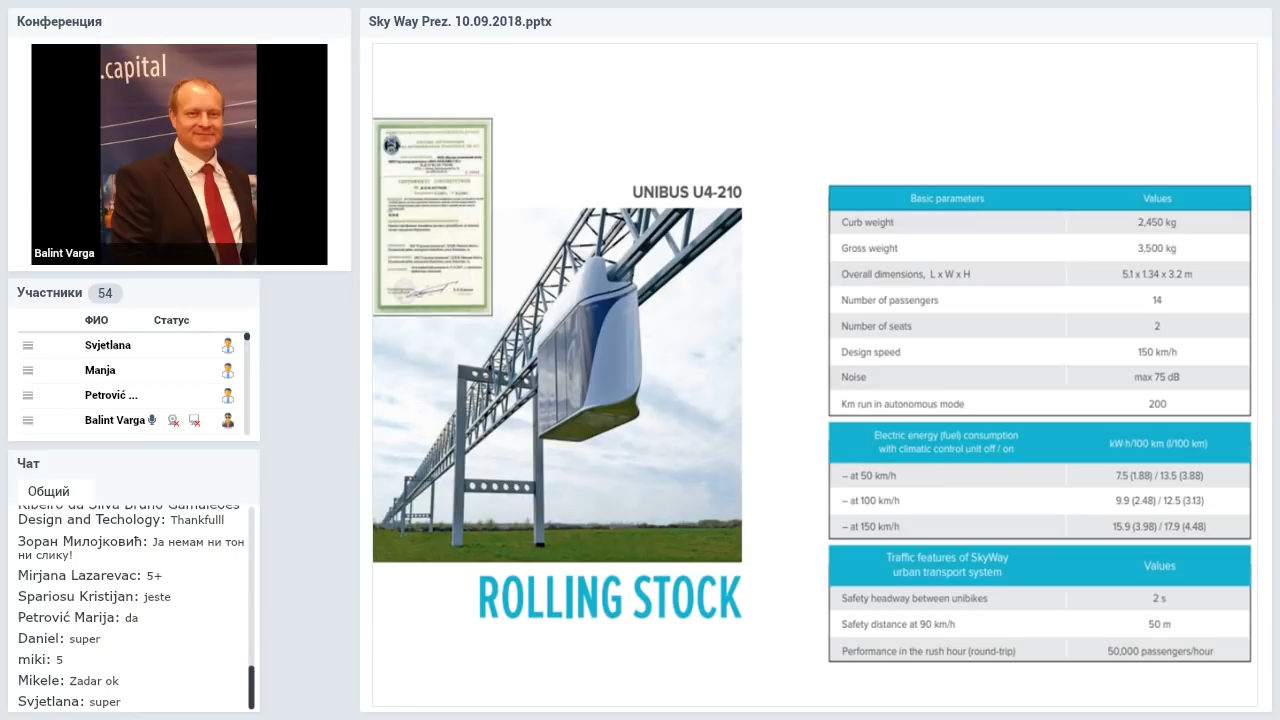 Конференция
.capital
Balint Varga
Участники 54
ФИО Статус
Svjetlana
Manja
Petrović ...
Balint Varga
Чат
Общий
Ribeiro da Silva Bruno Gamaleoes
Design and Techology: Thankfulll
Зоран Милојковић: Ја немам ни тон
ни слику!
Mirjana Lazarevac: 5+
Spariosu Kristijan: jeste
Petrović Marija: da
Daniel: super
miki: 5
Mikele: Zadar ok
Svjetlana: super
Sky Way Prez. 10.09.2018.pptx
UNIBUS U4-210
ROLLING STOCK
Basic parameters Values
Curb weight 2,450 kg
Gross weight 3,500 kg
Overall dimensions, L x W x H 5.1 x 1.34 x 3.2 m
Number of passengers 14
Number of seats 2
Design speed 150 km/h
Noise max 75 dB
Km run in autonomous mode 200
Electric energy (fuel) consumption
with climatic control unit off / on kW·h/100 km (l/100 km)
– at 50 km/h 7.5 (1.88) / 13.5 (3.88)
– at 100 km/h 9.9 (2.48) / 12.5 (3.13)
– at 150 km/h 15.9 (3.98) / 17.9 (4.48)
Traffic features of SkyWay
urban transport system Values
Safety headway between unibikes 2 s
Safety distance at 90 km/h 50 m
Performance in the rush hour (round-trip) 50,000 passengers/hour